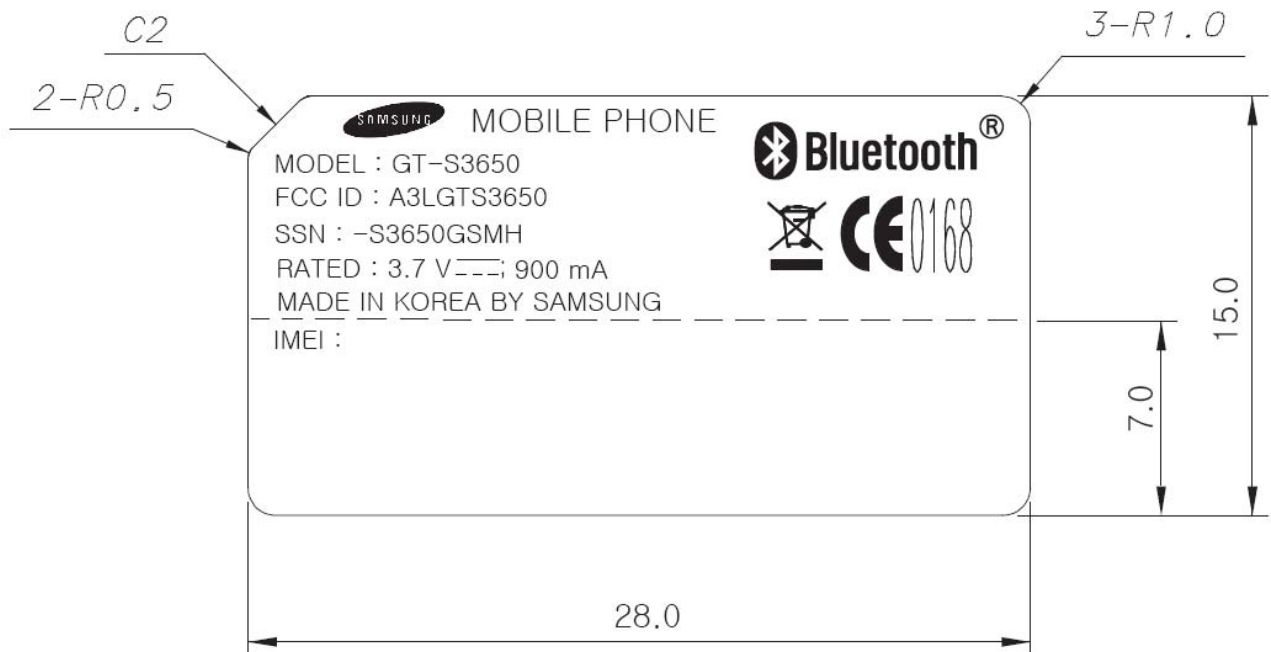 C2
3-R1.0
2-R0.5
SAMSUNG MOBILE PHONE
Bluetooth®
MODEL : GT-S3650
FCC ID : A3LGTS3650
SSN : -S3650GSMH
RATED : 3.7 V⎓; 900 mA
MADE IN KOREA BY SAMSUNG
CE0168
IMEI :
15.0
7.0
28.0